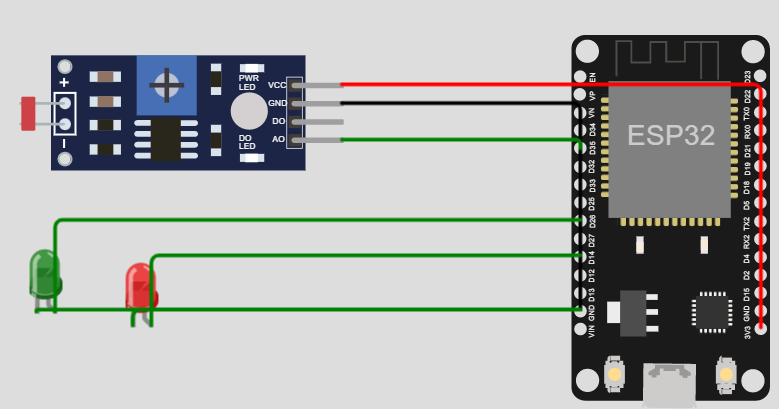 +
PWR
LED
VCC
GND
DO
AO
DO
LED
−
ESP32
EN
VP
VN
D34
D35
D32
D33
D25
D26
D27
D14
D12
D13
GND
VIN
D23
D22
TX0
RX0
D21
D19
D18
D5
TX2
RX2
D4
D2
D15
GND
3V3